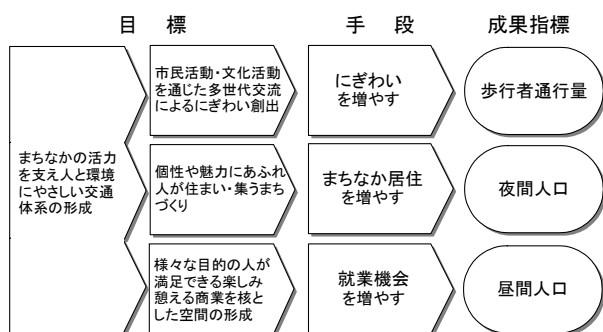 目 標
手 段
成果指標
まちなかの活力
を支え人と環境
にやさしい交通
体系の形成
市民活動・文化活動
を通じた多世代交流
によるにぎわい創出
にぎわい
を増やす
歩行者通行量
個性や魅力にあふれ
人が住まい・集うまち
づくり
まちなか居住
を増やす
夜間人口
様々な目的の人が
満足できる楽しみ
憩える商業を核と
した空間の形成
就業機会
を増やす
昼間人口